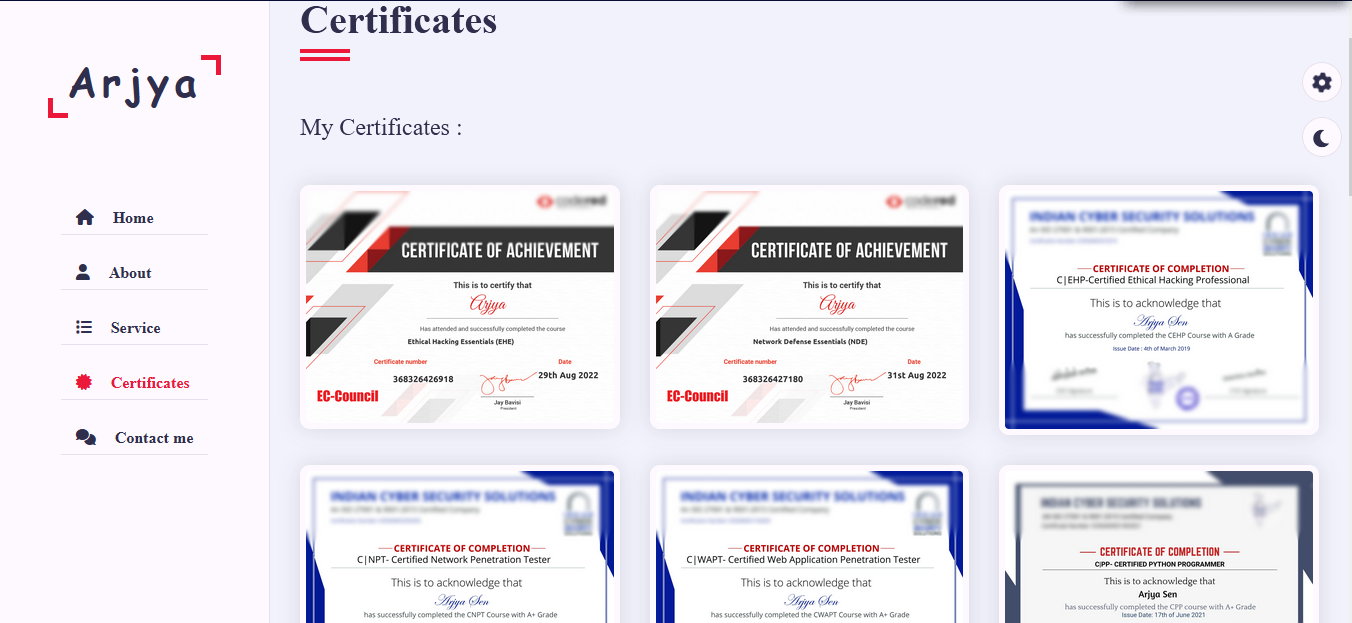 Certificates
Arjya
My Certificates :
Home
About
Service
Certificates
Contact me
codered
CERTIFICATE OF ACHIEVEMENT
This is to certify that
Arjya
Has attended and successfully completed the course
Ethical Hacking Essentials (EHE)
Certificate number
Date
368326426918
29th Aug 2022
EC-Council
Jay Bavisi
President
codered
CERTIFICATE OF ACHIEVEMENT
This is to certify that
Arjya
Has attended and successfully completed the course
Network Defense Essentials (NDE)
Certificate number
Date
368326427180
31st Aug 2022
EC-Council
Jay Bavisi
President
INDIAN CYBER SECURITY SOLUTIONS
CERTIFICATE OF COMPLETION
C|EHP-Certified Ethical Hacking Professional
This is to acknowledge that
Arjya Sen
has successfully completed the CEHP Course with A Grade
Issue Date : 4th of March 2019
INDIAN CYBER SECURITY SOLUTIONS
CERTIFICATE OF COMPLETION
C|NPT- Certified Network Penetration Tester
This is to acknowledge that
Arjya Sen
has successfully completed the CNPT Course with A+ Grade
INDIAN CYBER SECURITY SOLUTIONS
CERTIFICATE OF COMPLETION
C|WAPT- Certified Web Application Penetration Tester
This is to acknowledge that
Arjya Sen
has successfully completed the CWAPT Course with A+ Grade
INDIAN CYBER SECURITY SOLUTIONS
CERTIFICATE OF COMPLETION
C|PP- CERTIFIED PYTHON PROGRAMMER
This is to acknowledge that
Arjya Sen
has successfully completed the CPP course with A+ Grade
Issue Date: 17th of June 2021